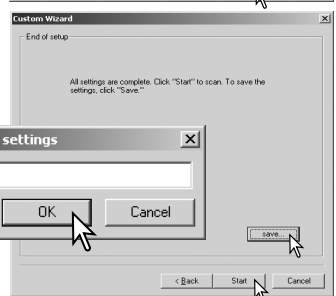 Custom Wizard
End of setup
All settings are complete. Click "Start" to scan. To save the
settings, click "Save."
settings
OK
Cancel
save...
< Back
Start
Cancel